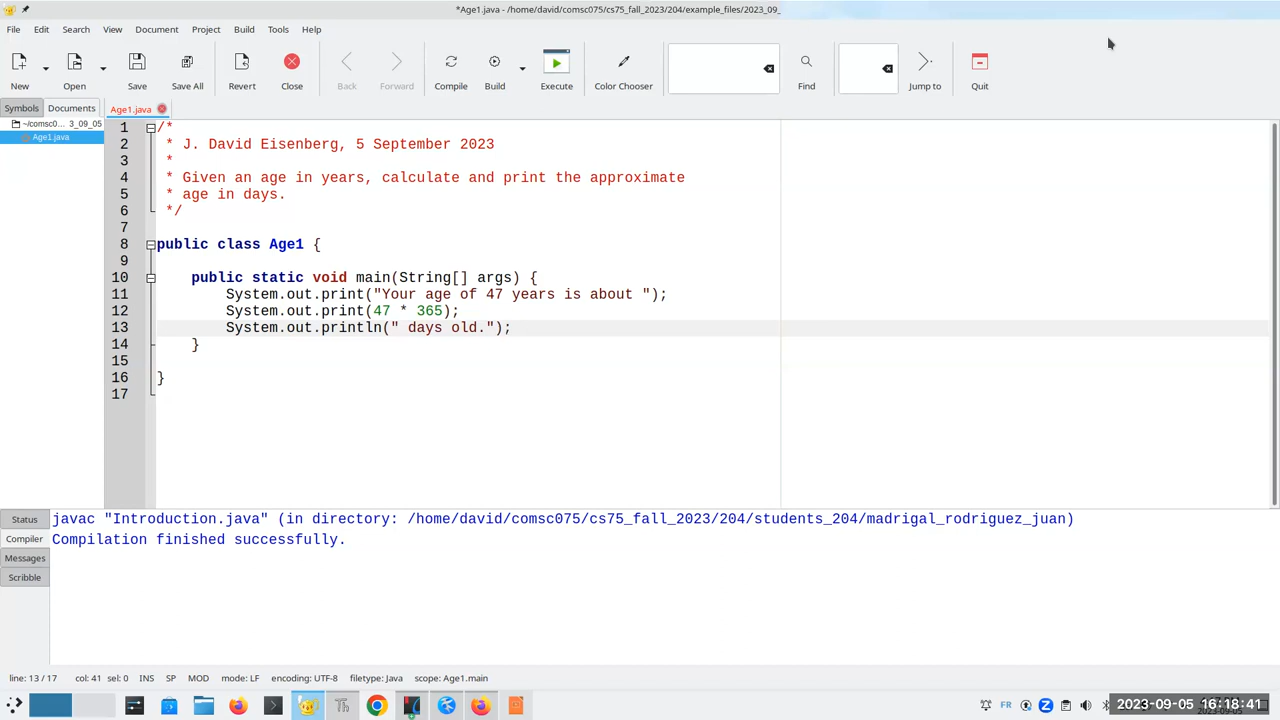 *Age1.java - /home/david/comsc075/cs75_fall_2023/204/example_files/2023_09_
File Edit Search View Document Project Build Tools Help
New Open Save Save All Revert Close Back Forward Compile Build Execute Color Chooser Find Jump to Quit
Symbols Documents Age1.java
~/comsc0... 3_09_05
Age1.java
1 /*
2 * J. David Eisenberg, 5 September 2023
3 *
4 * Given an age in years, calculate and print the approximate
5 * age in days.
6 */
7
8 public class Age1 {
9
10 public static void main(String[] args) {
11 System.out.print("Your age of 47 years is about ");
12 System.out.print(47 * 365);
13 System.out.println(" days old.");
14 }
15
16 }
17
Status
Compiler
Messages
Scribble
javac "Introduction.java" (in directory: /home/david/comsc075/cs75_fall_2023/204/students_204/madrigal_rodriguez_juan)
Compilation finished successfully.
line: 13 / 17 col: 41 sel: 0 INS SP MOD mode: LF encoding: UTF-8 filetype: Java scope: Age1.main
Th FR Z 2023-09-05 16:18:41